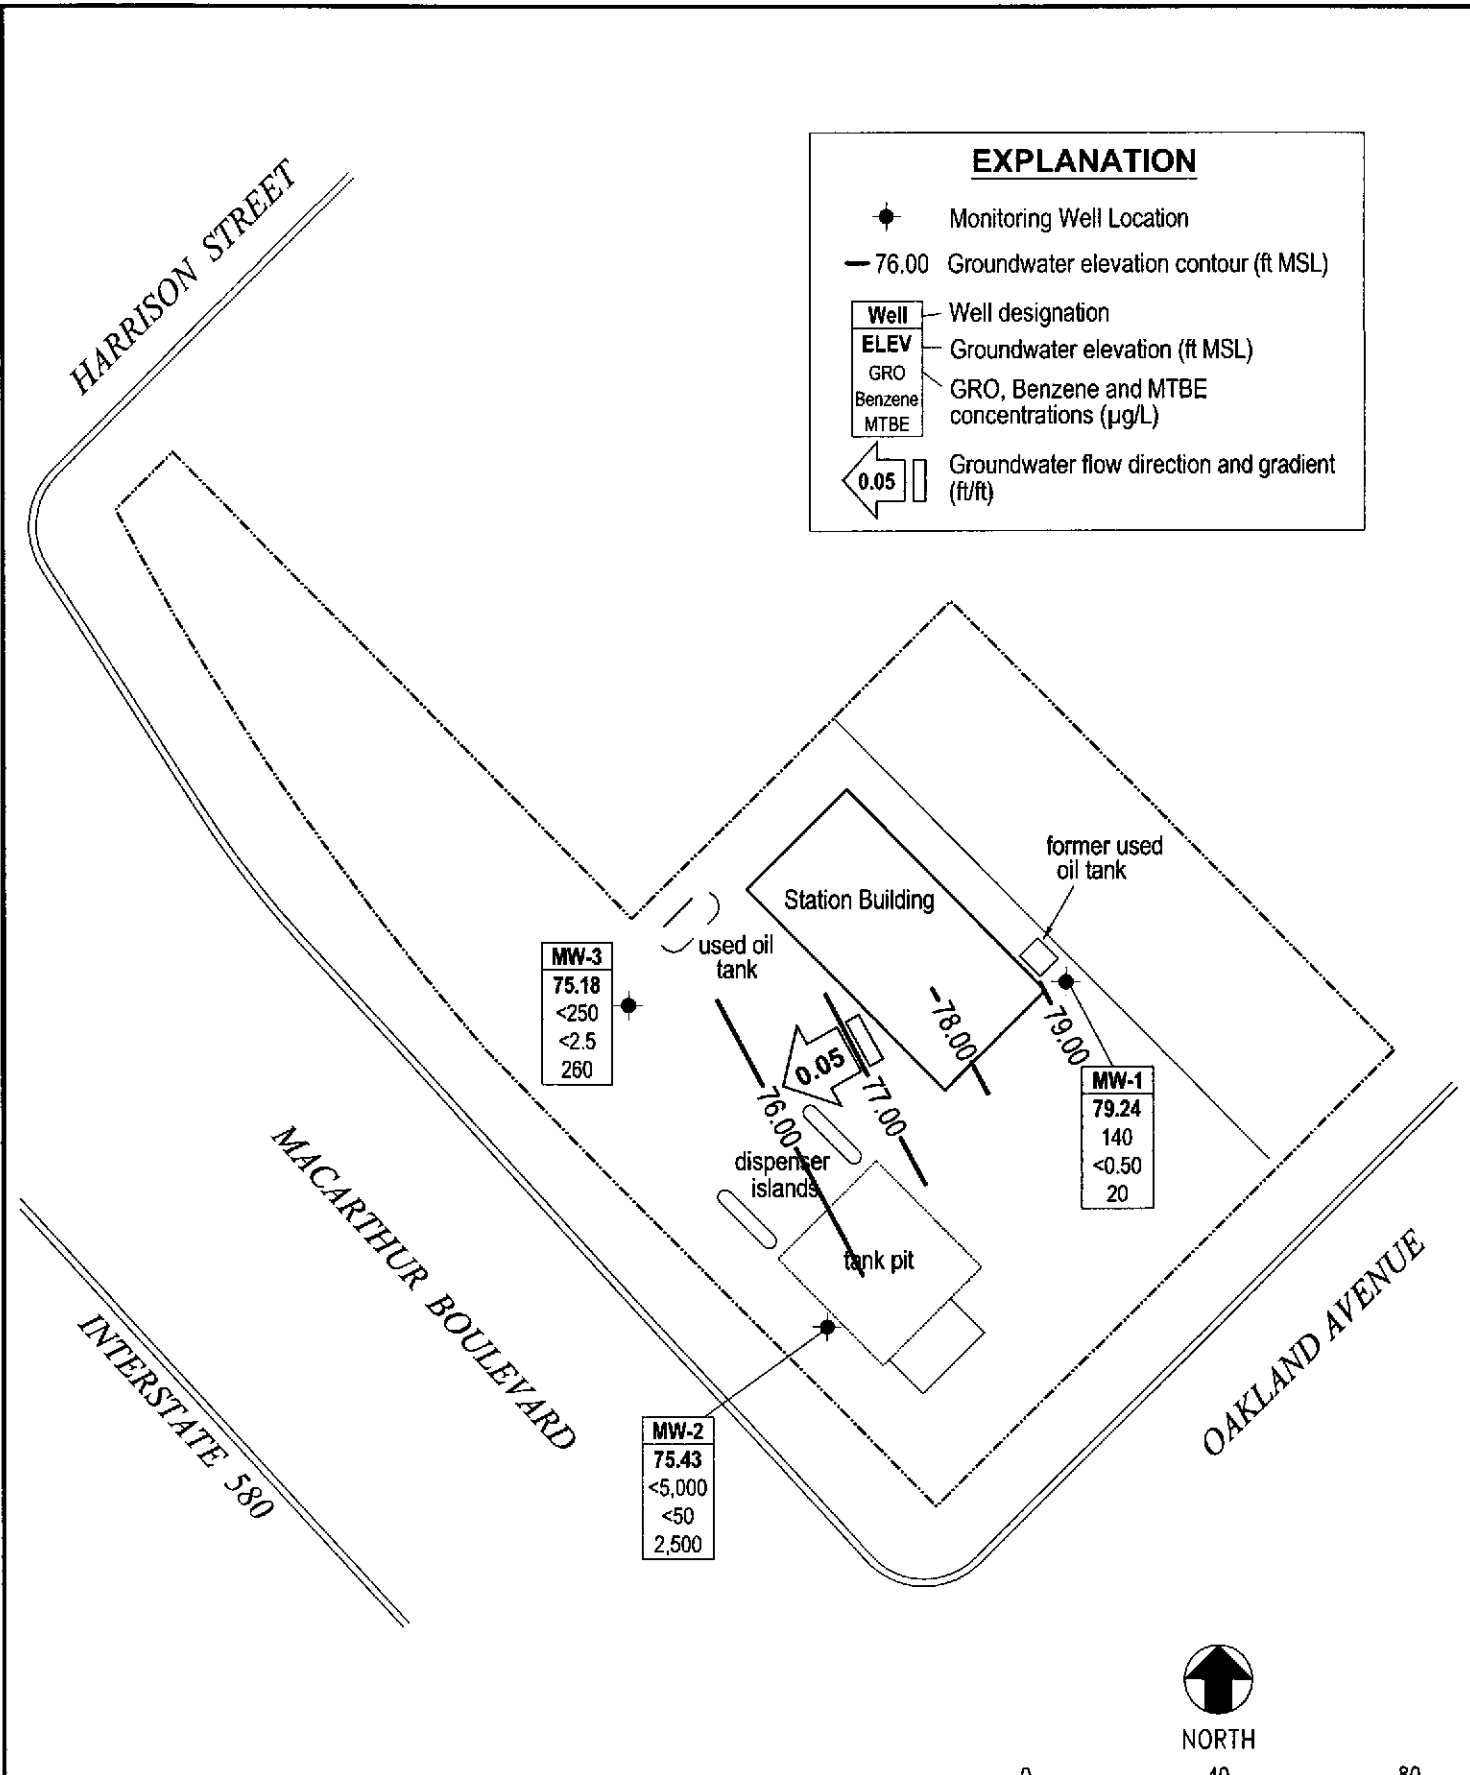 EXPLANATION
Monitoring Well Location
76.00 Groundwater elevation contour (ft MSL)
Well
Well designation
ELEV
Groundwater elevation (ft MSL)
GRO
Benzene
MTBE
GRO, Benzene and MTBE
concentrations (µg/L)
0.05
Groundwater flow direction and gradient
(ft/ft)
HARRISON STREET
former used
oil tank
Station Building
used oil
tank
MW-3
75.18
<250
<2.5
260
78.00
79.00
0.05
77.00
76.00
MW-1
79.24
140
<0.50
20
dispenser
islands
tank pit
MACARTHUR BOULEVARD
INTERSTATE 580
OAKLAND AVENUE
MW-2
75.43
<5,000
<50
2,500
NORTH
0 40 80